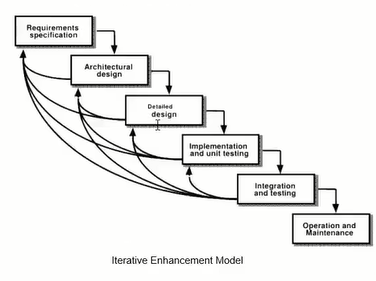 Requirements
specification
Architectural
design
Detailed
design
Implementation
and unit testing
Integration
and testing
Operation and
Maintenance
Iterative Enhancement Model